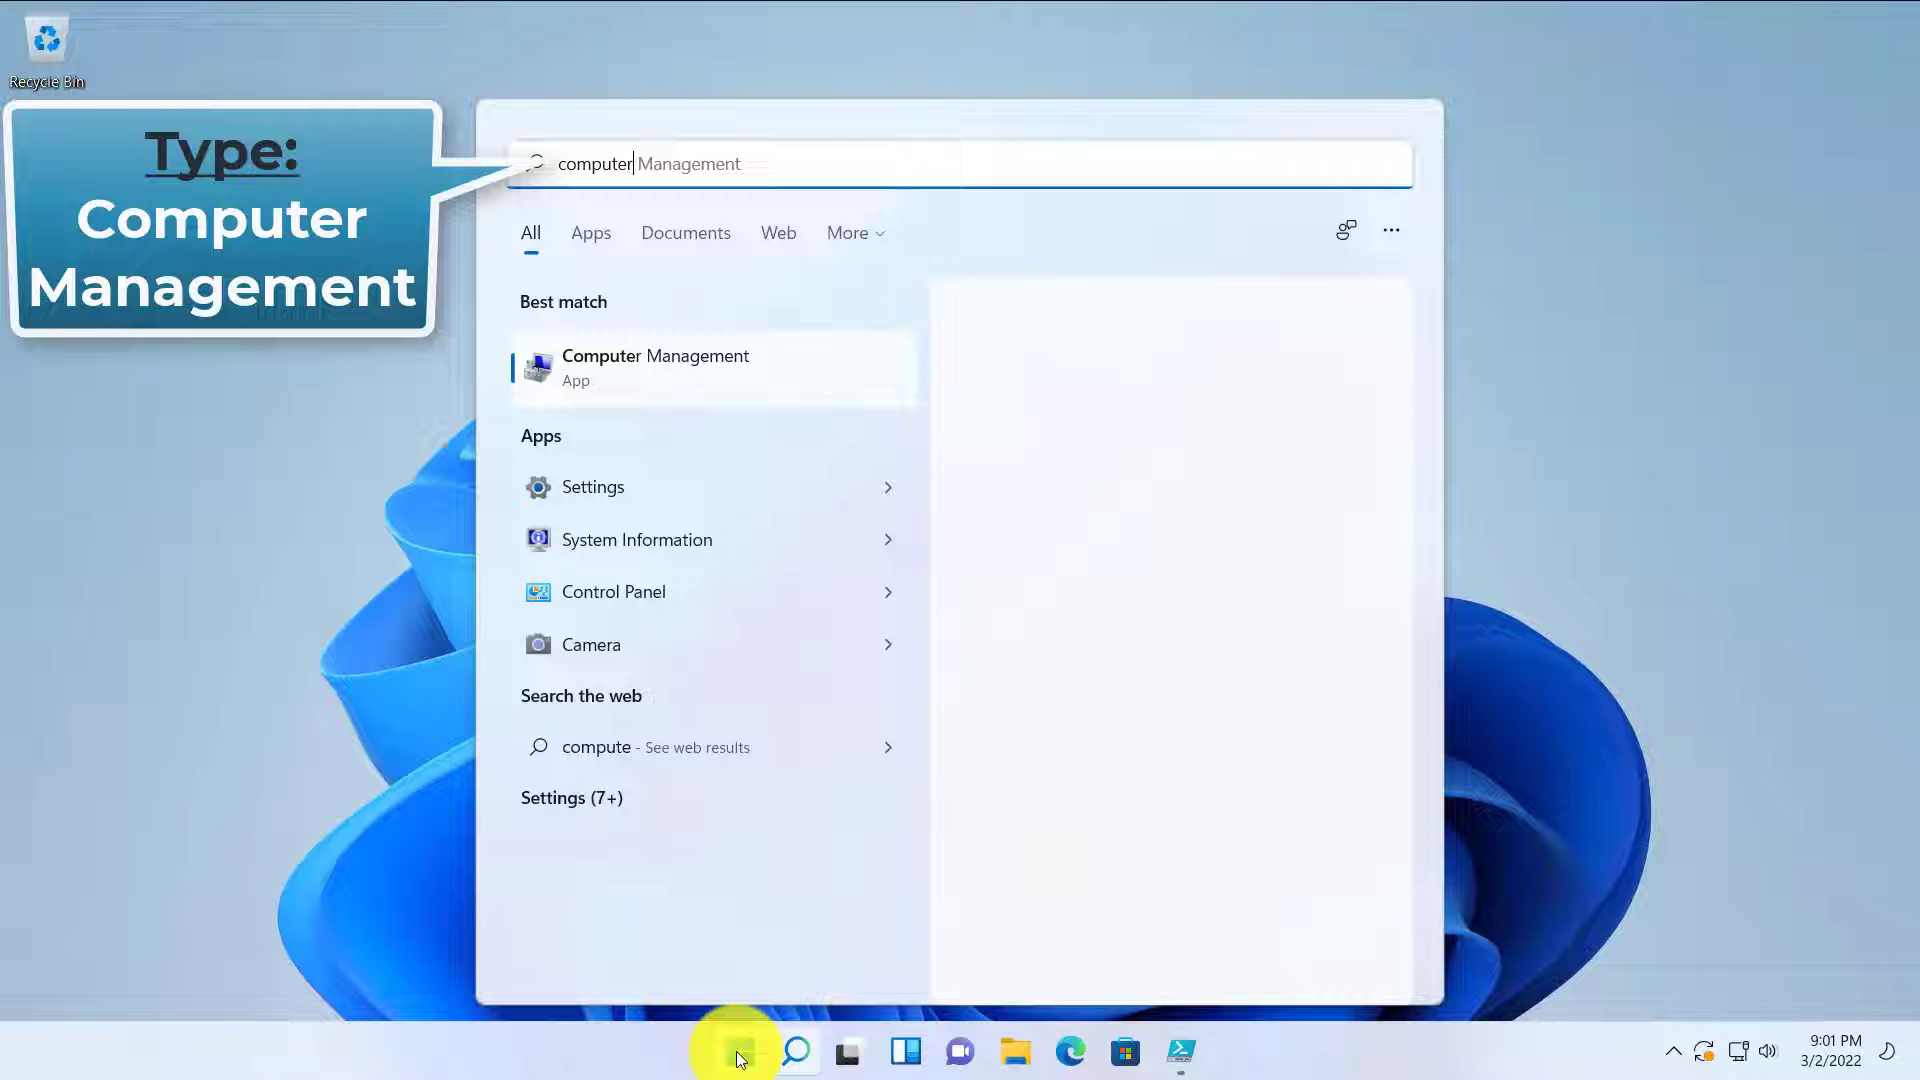 Recycle Bin
Type:
Computer
Management
computer Management
All Apps Documents Web More
Best match
Computer Management
App
Apps
Settings
System Information
Control Panel
Camera
Search the web
compute - See web results
Settings (7+)
9:01 PM
3/2/2022